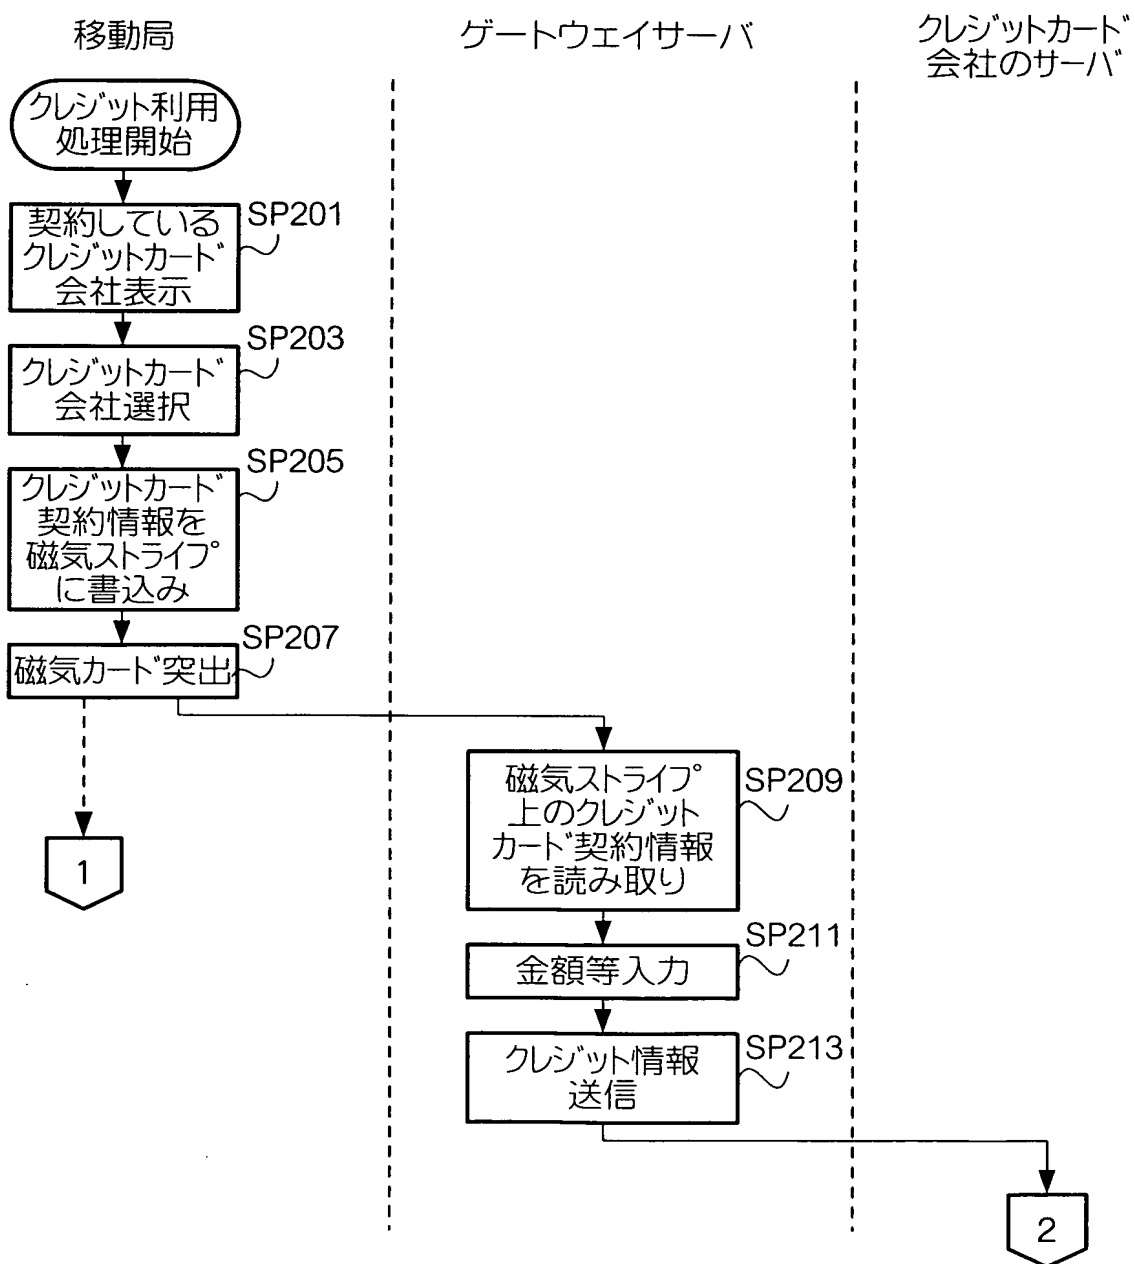 移動局
ゲートウェイサーバ
クレジットカード
会社のサーバ
クレジット利用
処理開始
契約している
クレジットカード
会社表示
SP201
クレジットカード
会社選択
SP203
クレジットカード
契約情報を
磁気ストライプ
に書込み
SP205
磁気カード突出
SP207
1
磁気ストライプ
上のクレジット
カード契約情報
を読み取り
SP209
金額等入力
SP211
クレジット情報
送信
SP213
2